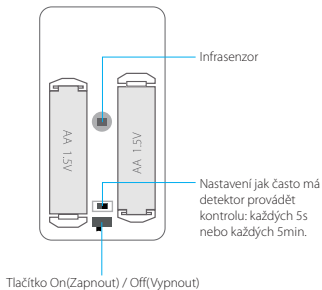 Infrasenzor
AA 1.5V
AA 1.5V
Nastavení jak často má
detektor provádět
kontrolu: každých 5s
nebo každých 5min.
Tlačítko On(Zapnout) / Off(Vypnout)